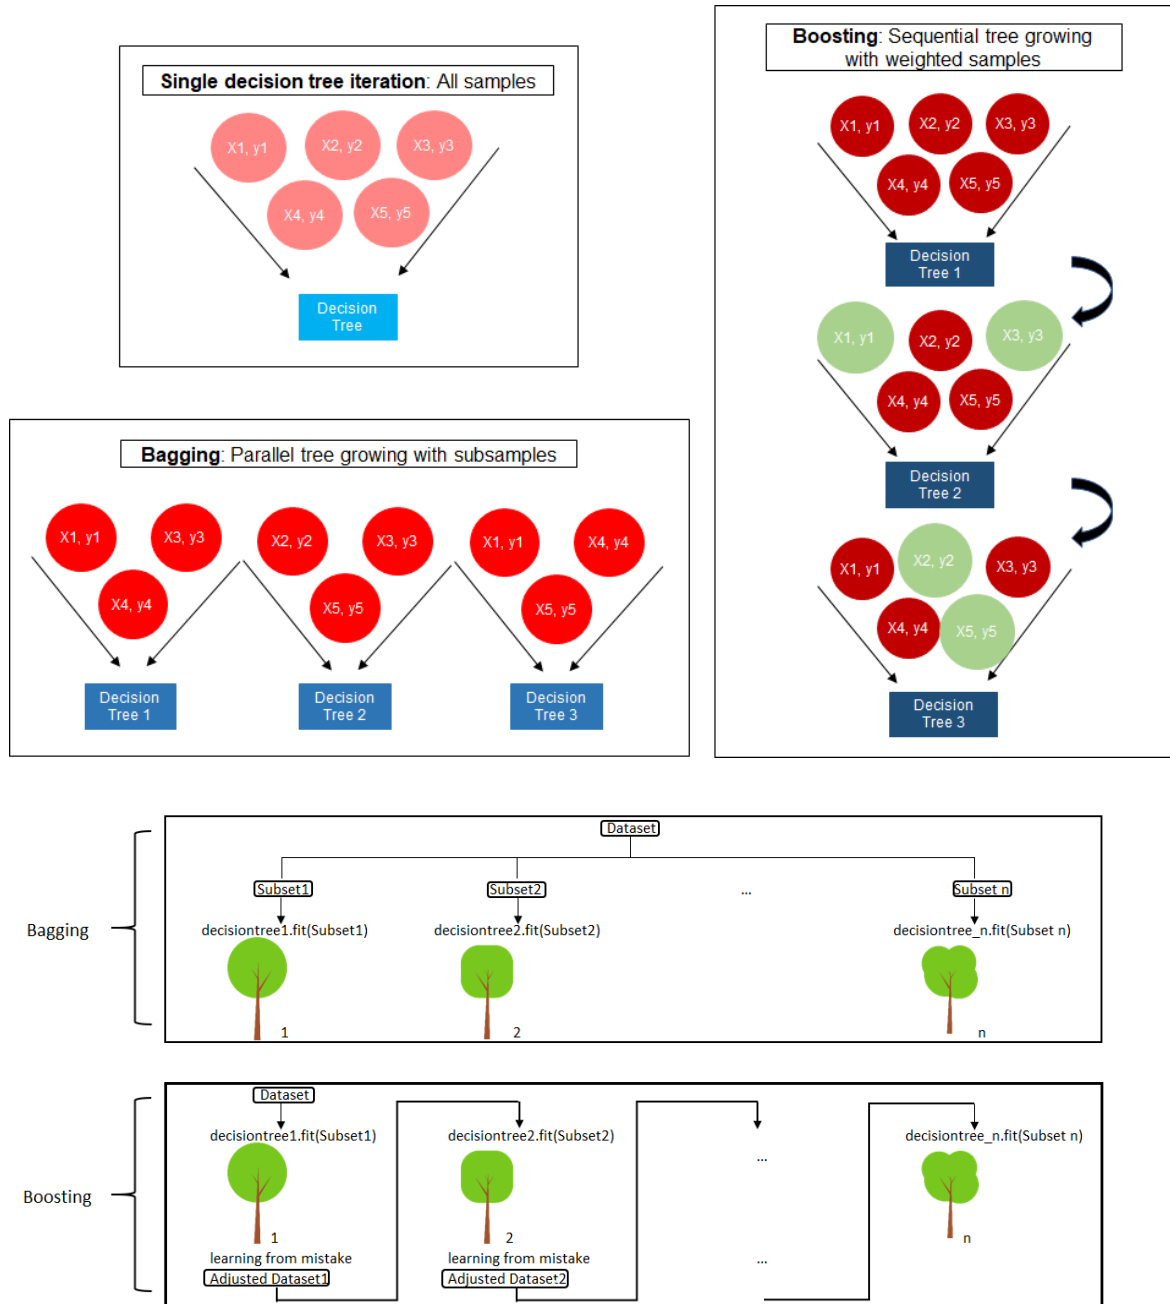 Single decision tree iteration: All samples
X1, y1
X2, y2
X3, y3
X4, y4
X5, y5
Decision
Tree
Boosting: Sequential tree growing
with weighted samples
X1, y1
X2, y2
X3, y3
X4, y4
X5, y5
Decision
Tree 1
X1, y1
X2, y2
X3, y3
X4, y4
X5, y5
Decision
Tree 2
X1, y1
X2, y2
X3, y3
X4, y4
X5, y5
Decision
Tree 3
Bagging: Parallel tree growing with subsamples
X1, y1
X3, y3
X4, y4
Decision
Tree 1
X2, y2
X3, y3
X5, y5
Decision
Tree 2
X1, y1
X4, y4
X5, y5
Decision
Tree 3
Bagging
Dataset
Subset1
Subset2
...
Subset n
decisiontree1.fit(Subset1)
decisiontree2.fit(Subset2)
decisiontree_n.fit(Subset n)
1
2
n
Boosting
Dataset
decisiontree1.fit(Subset1)
decisiontree2.fit(Subset2)
...
decisiontree_n.fit(Subset n)
1
2
n
learning from mistake
learning from mistake
...
Adjusted Dataset1
Adjusted Dataset2